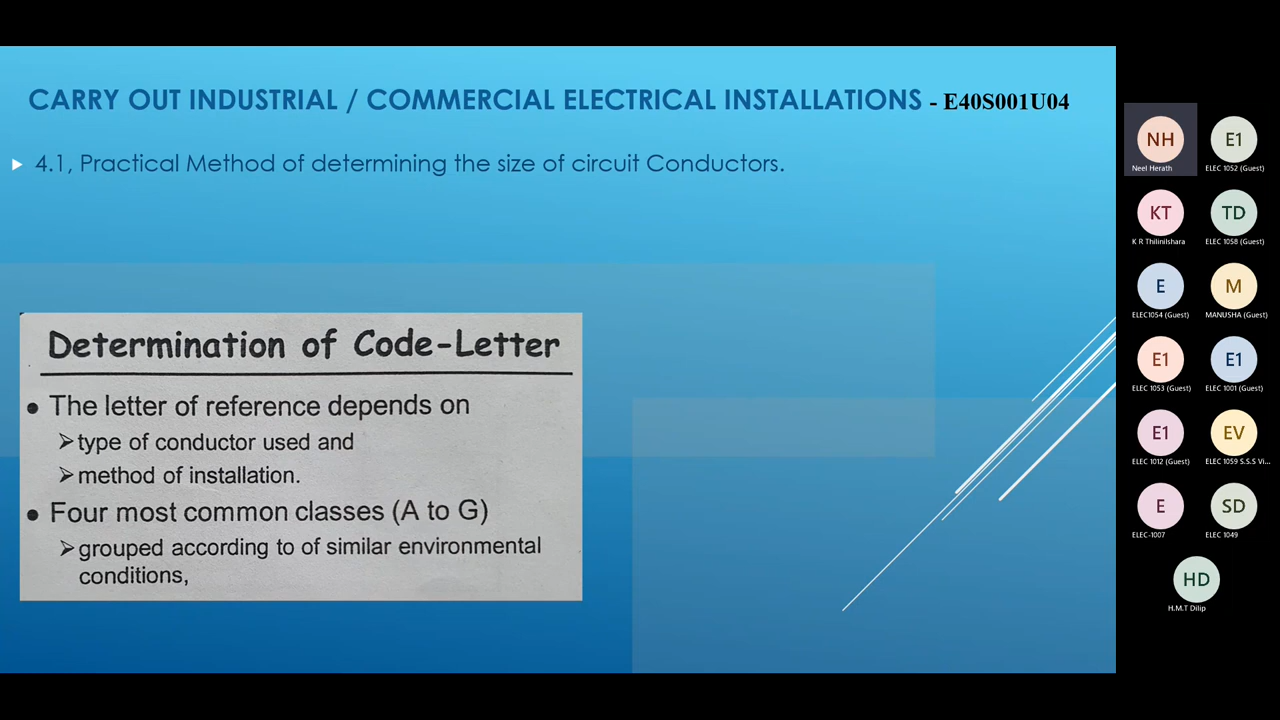 CARRY OUT INDUSTRIAL / COMMERCIAL ELECTRICAL INSTALLATIONS - E40S001U04
4.1, Practical Method of determining the size of circuit Conductors.
Determination of Code-Letter
The letter of reference depends on
type of conductor used and
method of installation.
Four most common classes (A to G)
grouped according to of similar environmental
conditions,
NH
Neel Herath
E1
ELEC 1052 (Guest)
KT
K R Thilinilshara
TD
ELEC 1058 (Guest)
E
ELEC1054 (Guest)
M
MANUSHA (Guest)
E1
ELEC 1053 (Guest)
E1
ELEC 1001 (Guest)
E1
ELEC 1012 (Guest)
EV
ELEC 1059 S.S.S Vi...
E
ELEC-1007
SD
ELEC 1049
HD
H.M.T Dilip